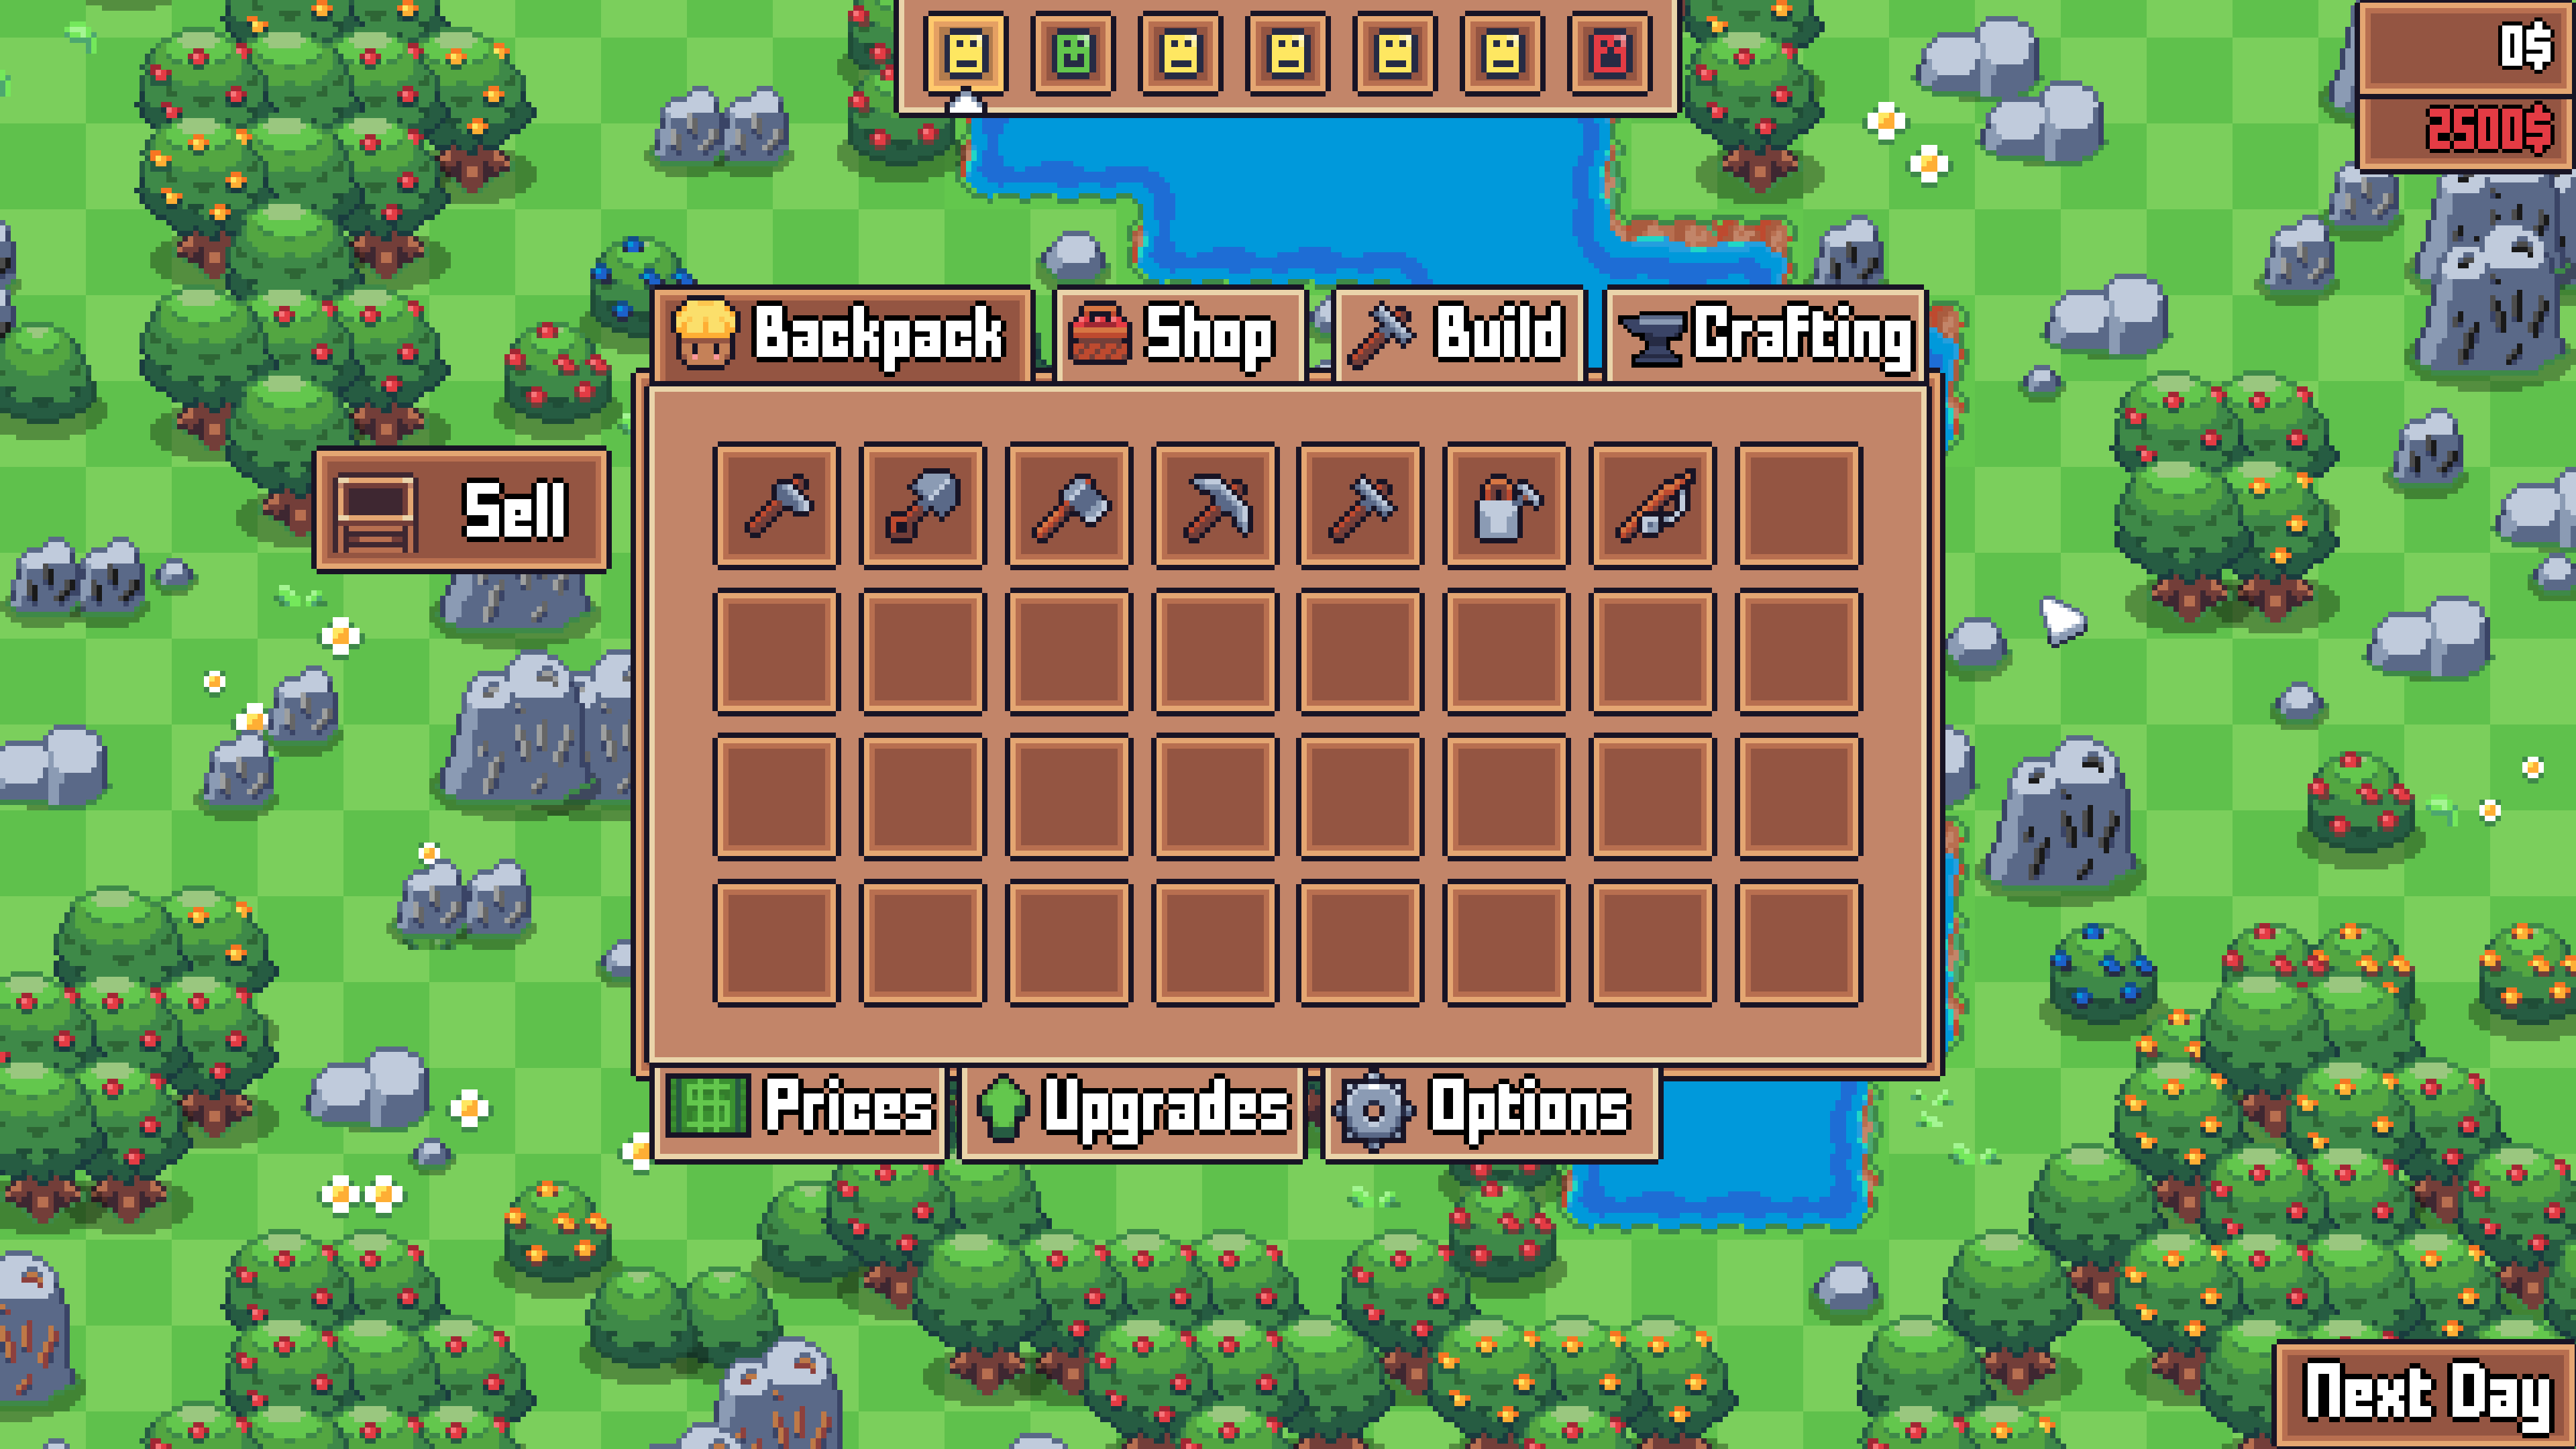 0$
2500$
Backpack
Shop
Build
Crafting
Sell
Prices
Upgrades
Options
Next Day